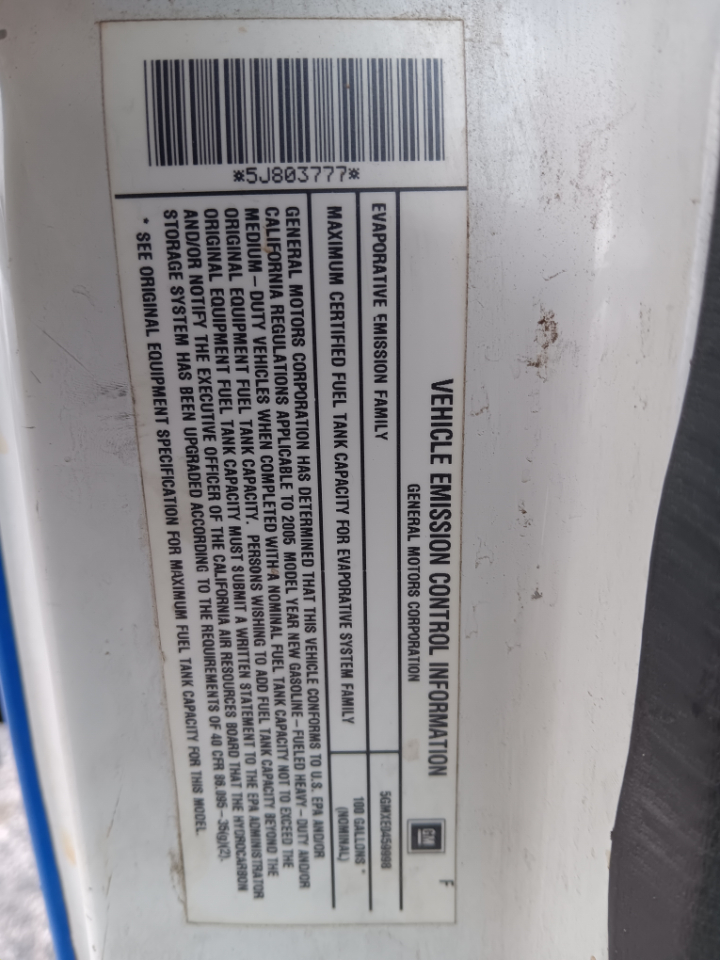 VEHICLE EMISSION CONTROL INFORMATION
GENERAL MOTORS CORPORATION
GM
F
EVAPORATIVE EMISSION FAMILY
MAXIMUM CERTIFIED FUEL TANK CAPACITY FOR EVAPORATIVE SYSTEM FAMILY
100 GALLONS *
(NOMINAL)
GENERAL MOTORS CORPORATION HAS DETERMINED THAT THIS VEHICLE CONFORMS TO U.S. EPA AND/OR
CALIFORNIA REGULATIONS APPLICABLE TO 2005 MODEL YEAR NEW GASOLINE-FUELED HEAVY-DUTY AND/OR
MEDIUM-DUTY VEHICLES WHEN COMPLETED WITH A NOMINAL FUEL TANK CAPACITY NOT TO EXCEED THE
ORIGINAL EQUIPMENT FUEL TANK CAPACITY. PERSONS WISHING TO ADD FUEL TANK CAPACITY BEYOND THE
ORIGINAL EQUIPMENT FUEL TANK CAPACITY MUST SUBMIT A WRITTEN STATEMENT TO THE EPA ADMINISTRATOR
AND/OR NOTIFY THE EXECUTIVE OFFICER OF THE CALIFORNIA AIR RESOURCES BOARD THAT THE HYDROCARBON
STORAGE SYSTEM HAS BEEN UPGRADED ACCORDING TO THE REQUIREMENTS OF 40 CFR 86.095-35(g)(2).
* SEE ORIGINAL EQUIPMENT SPECIFICATION FOR MAXIMUM FUEL TANK CAPACITY FOR THIS MODEL.
*5J803777*